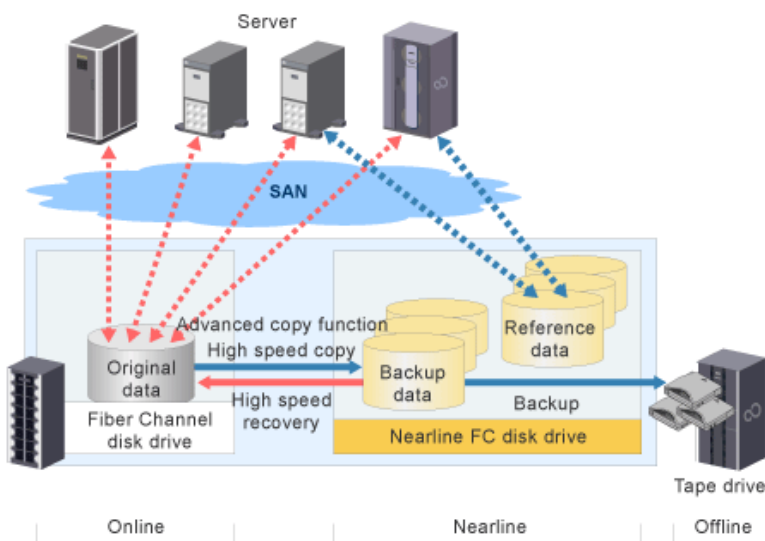 Server
SAN
Advanced copy function
High speed copy
Original
data
Backup
data
Reference
data
High speed
recovery
Backup
Fiber Channel
disk drive
Nearline FC disk drive
Tape drive
Online
Nearline
Offline